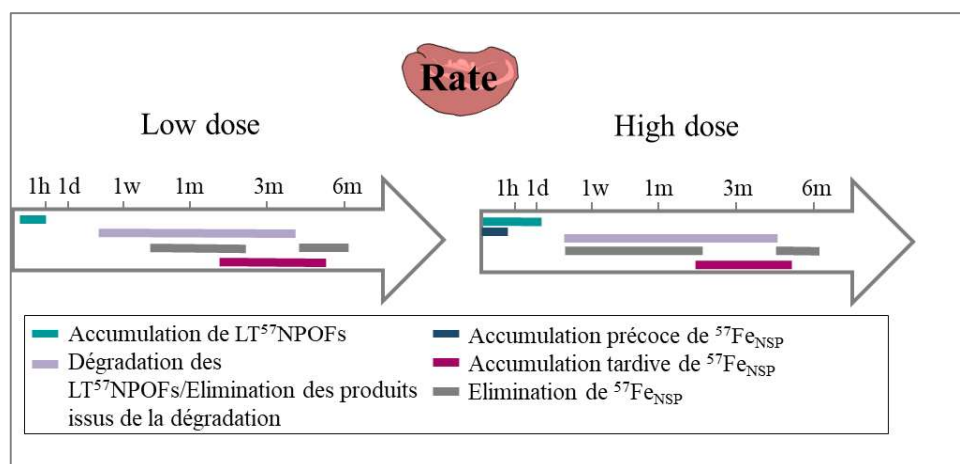 Rate
Low dose
High dose
1h 1d 1w 1m 3m 6m
1h 1d 1w 1m 3m 6m
Accumulation de LT⁵⁷NPOFs
Dégradation des
LT⁵⁷NPOFs/Elimination des produits
issus de la dégradation
Accumulation précoce de ⁵⁷Fe_NSP
Accumulation tardive de ⁵⁷Fe_NSP
Elimination de ⁵⁷Fe_NSP